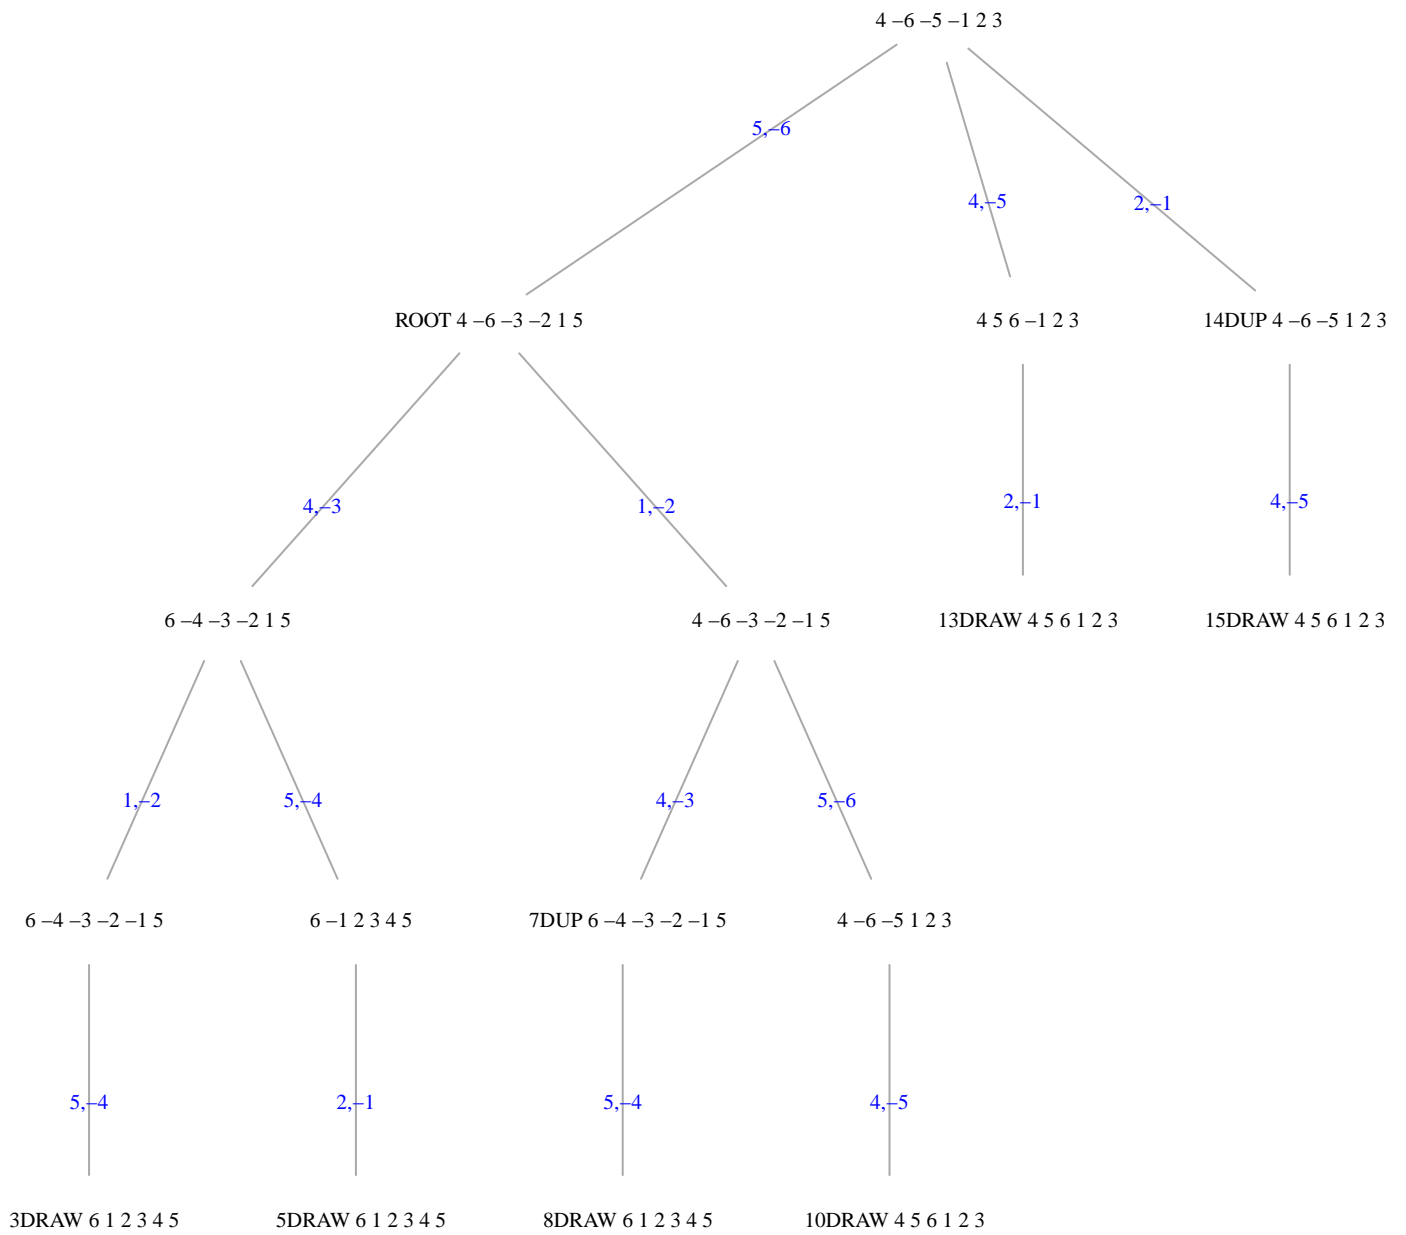 4 –6 –5 –1 2 3
5,–6
4,–5
2,–1
ROOT 4 –6 –3 –2 1 5
4 5 6 –1 2 3
14DUP 4 –6 –5 1 2 3
4,–3
1,–2
2,–1
4,–5
6 –4 –3 –2 1 5
4 –6 –3 –2 –1 5
13DRAW 4 5 6 1 2 3
15DRAW 4 5 6 1 2 3
1,–2
5,–4
4,–3
5,–6
6 –4 –3 –2 –1 5
6 –1 2 3 4 5
7DUP 6 –4 –3 –2 –1 5
4 –6 –5 1 2 3
5,–4
2,–1
5,–4
4,–5
3DRAW 6 1 2 3 4 5
5DRAW 6 1 2 3 4 5
8DRAW 6 1 2 3 4 5
10DRAW 4 5 6 1 2 3